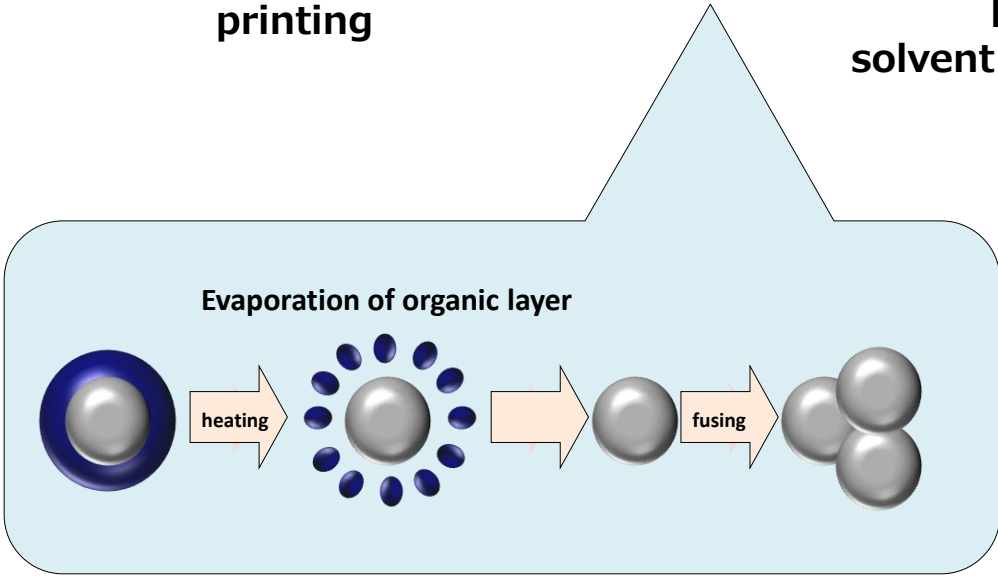 printing
solvent
Evaporation of organic layer
heating
fusing